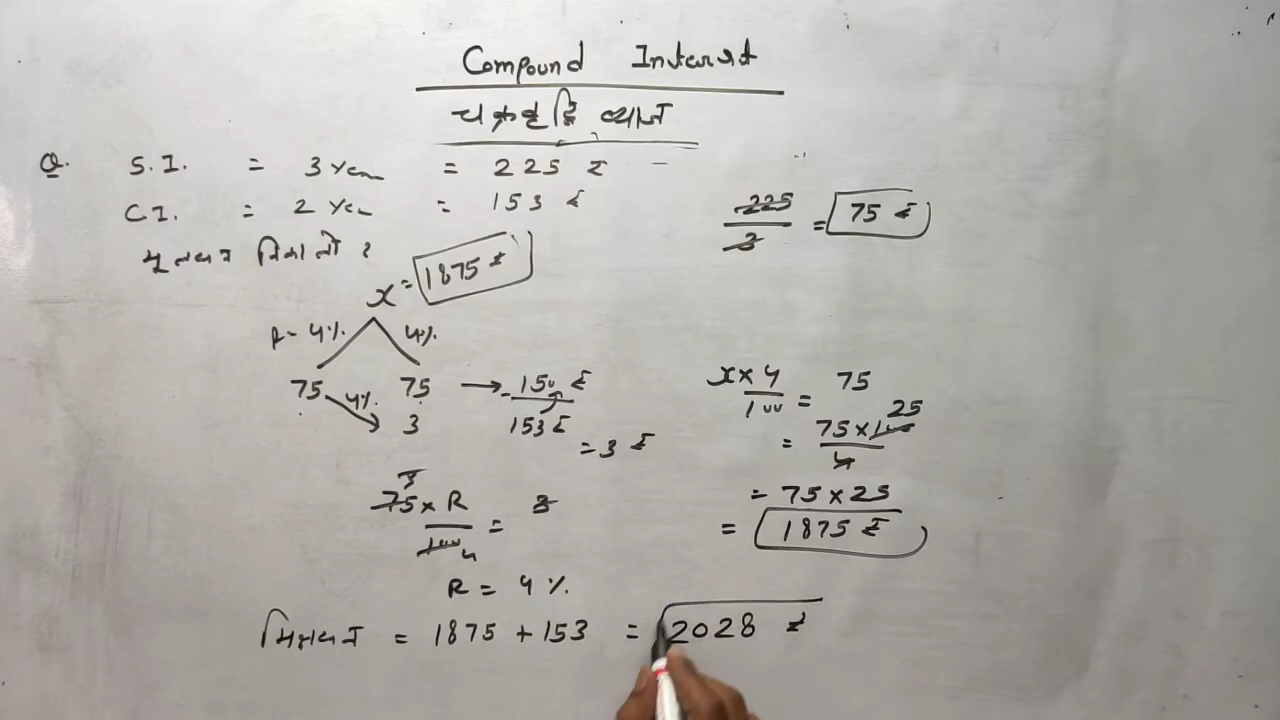 Compound Interest
चक्रवृद्धि ब्याज
Q. S.I. = 3 Year = 225 ₹
C.I. = 2 Year = 153 ₹
मूलधन निकालो ?
225/3 = 75 ₹
x = 1875 ₹
R = 4% 4%
75 4% 75 → 150 ₹
3 153 ₹
= 3 ₹
x × 4 / 100 = 75
= 75 × 100 / 4 25
= 75 × 25
= 1875 ₹
75 × R / 100 = 3
R = 4 %
मिश्रधन = 1875 + 153 = 2028 ₹